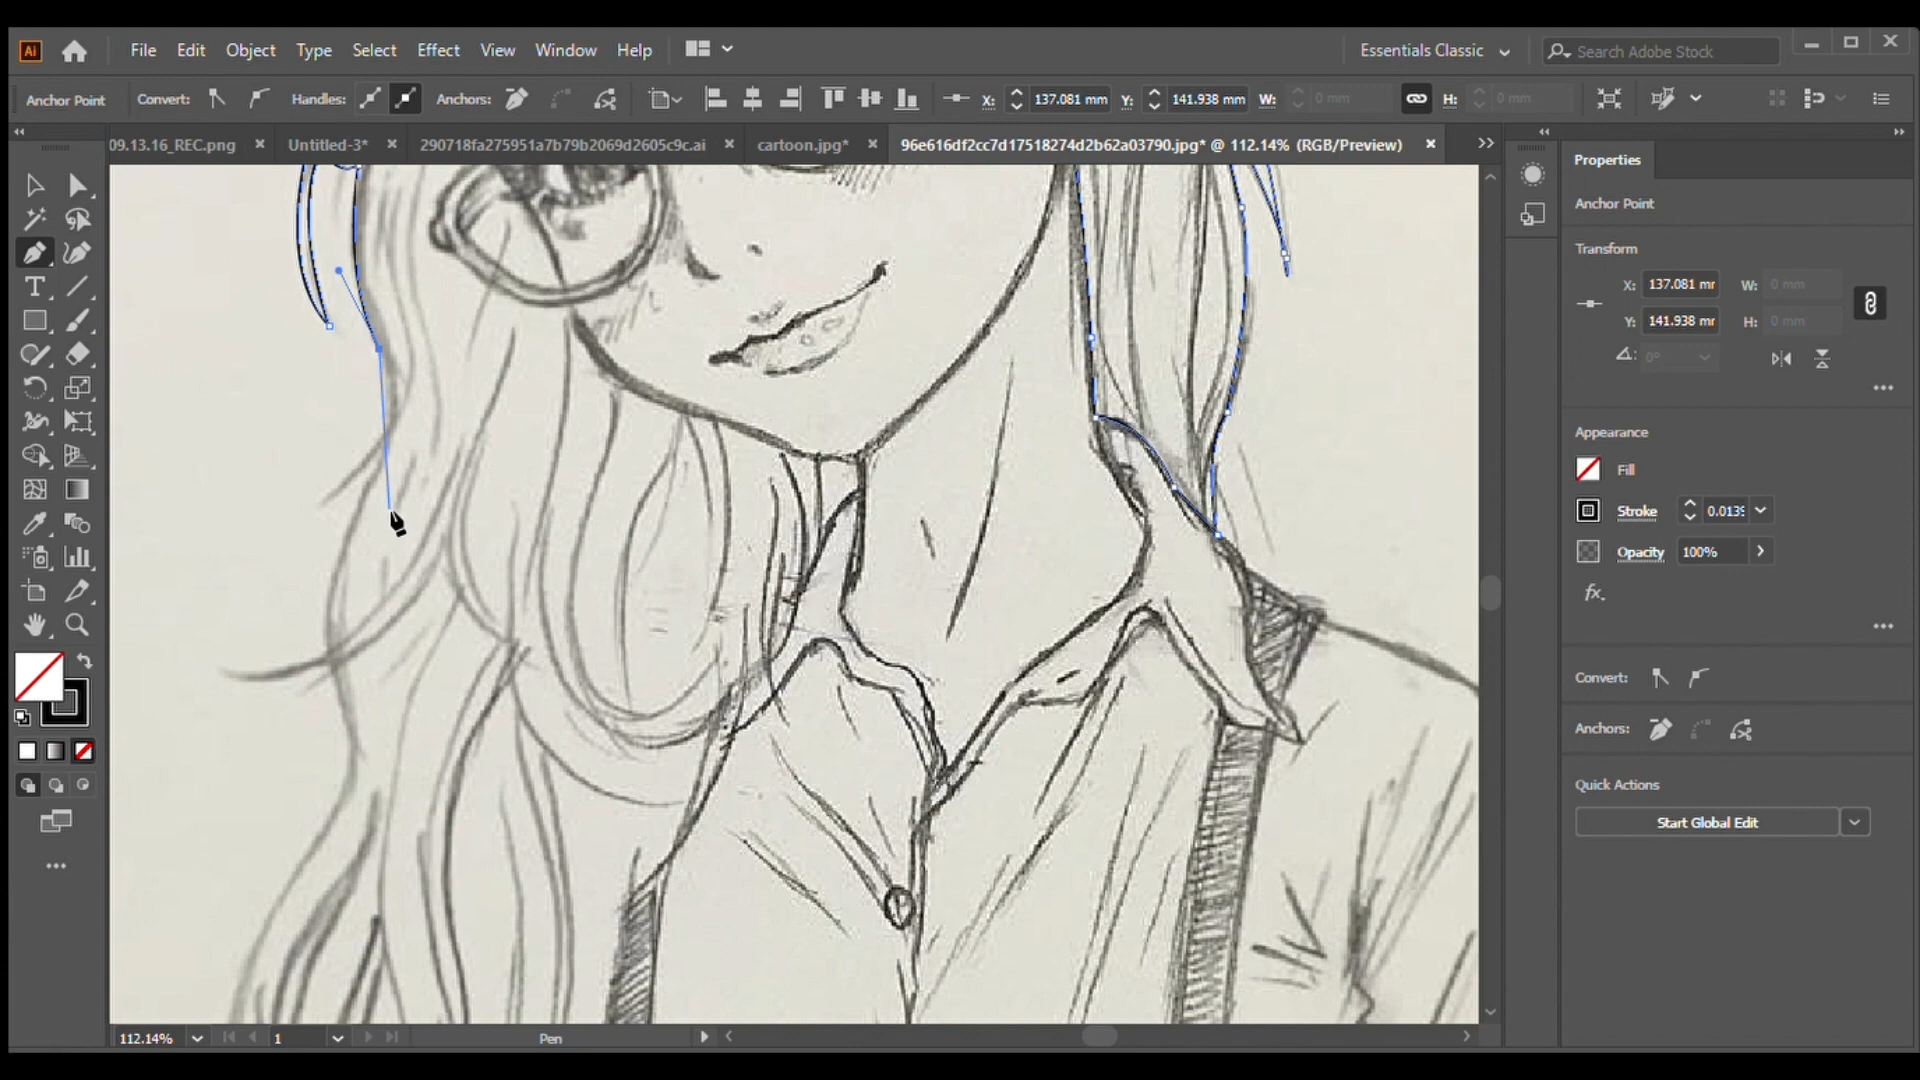 Ai File Edit Object Type Select Effect View Window Help Essentials Classic Search Adobe Stock
Anchor Point Convert: Handles: Anchors: X: 137.081 mm Y: 141.938 mm W: 0 mm H: 0 mm
09.13.16_REC.png Untitled-3* 290718fa275951a7b79b2069d2605c9c.ai cartoon.jpg* 96e616df2cc7d17518274d2b62a03790.jpg* @ 112.14% (RGB/Preview)
Properties
Anchor Point
Transform
X: 137.081 mr W: 0 mm
Y: 141.938 mr H: 0 mm
0°
Appearance
Fill
Stroke 0.0139
Opacity 100%
fx.
Convert:
Anchors:
Quick Actions
Start Global Edit
112.14% 1 Pen